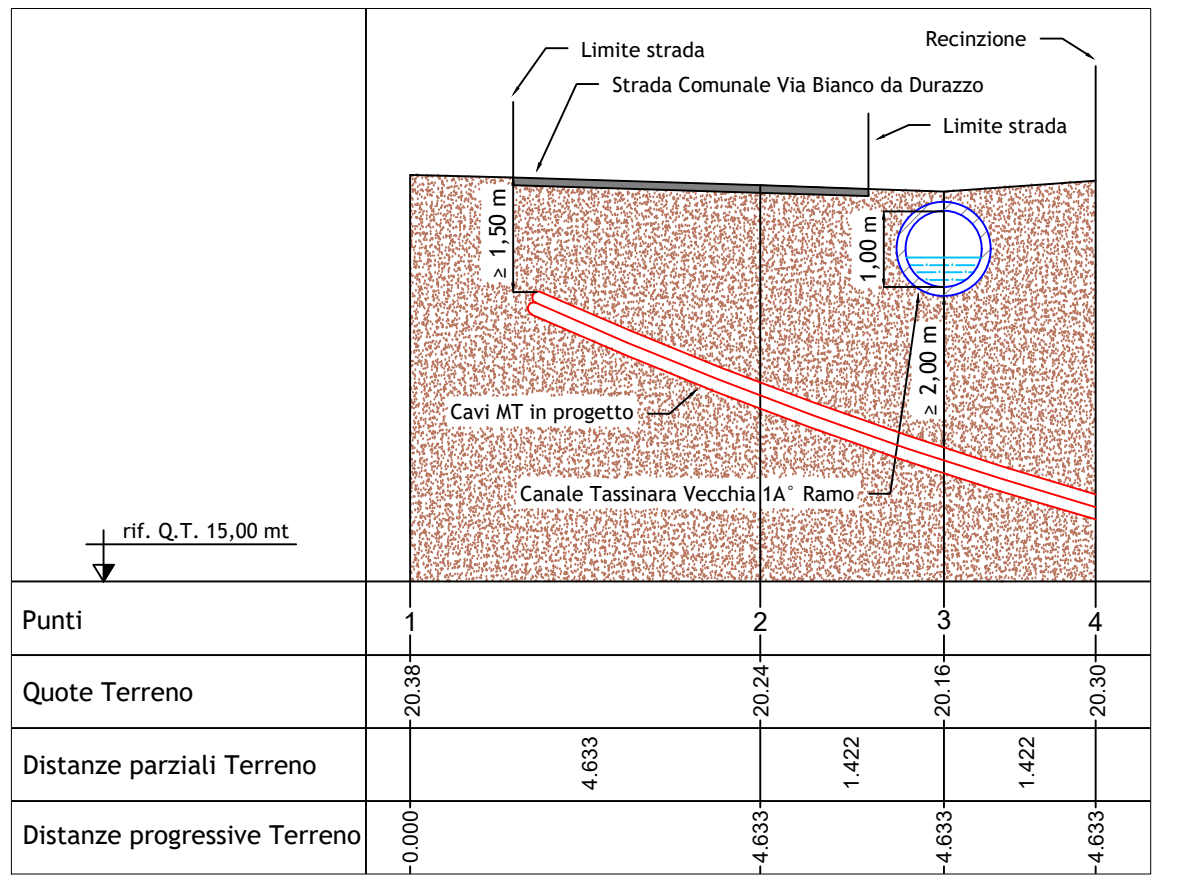 Recinzione
Limite strada
Strada Comunale Via Bianco da Durazzo
Limite strada
≥ 1,50 m
1,00 m
≥ 2,00 m
Cavi MT in progetto
Canale Tassinara Vecchia 1A° Ramo
rif. Q.T. 15,00 mt
Punti
1 2 3 4
Quote Terreno
20.38 20.24 20.16 20.30
Distanze parziali Terreno
4.633 1.422 1.422
Distanze progressive Terreno
0.000 4.633 4.633 4.633